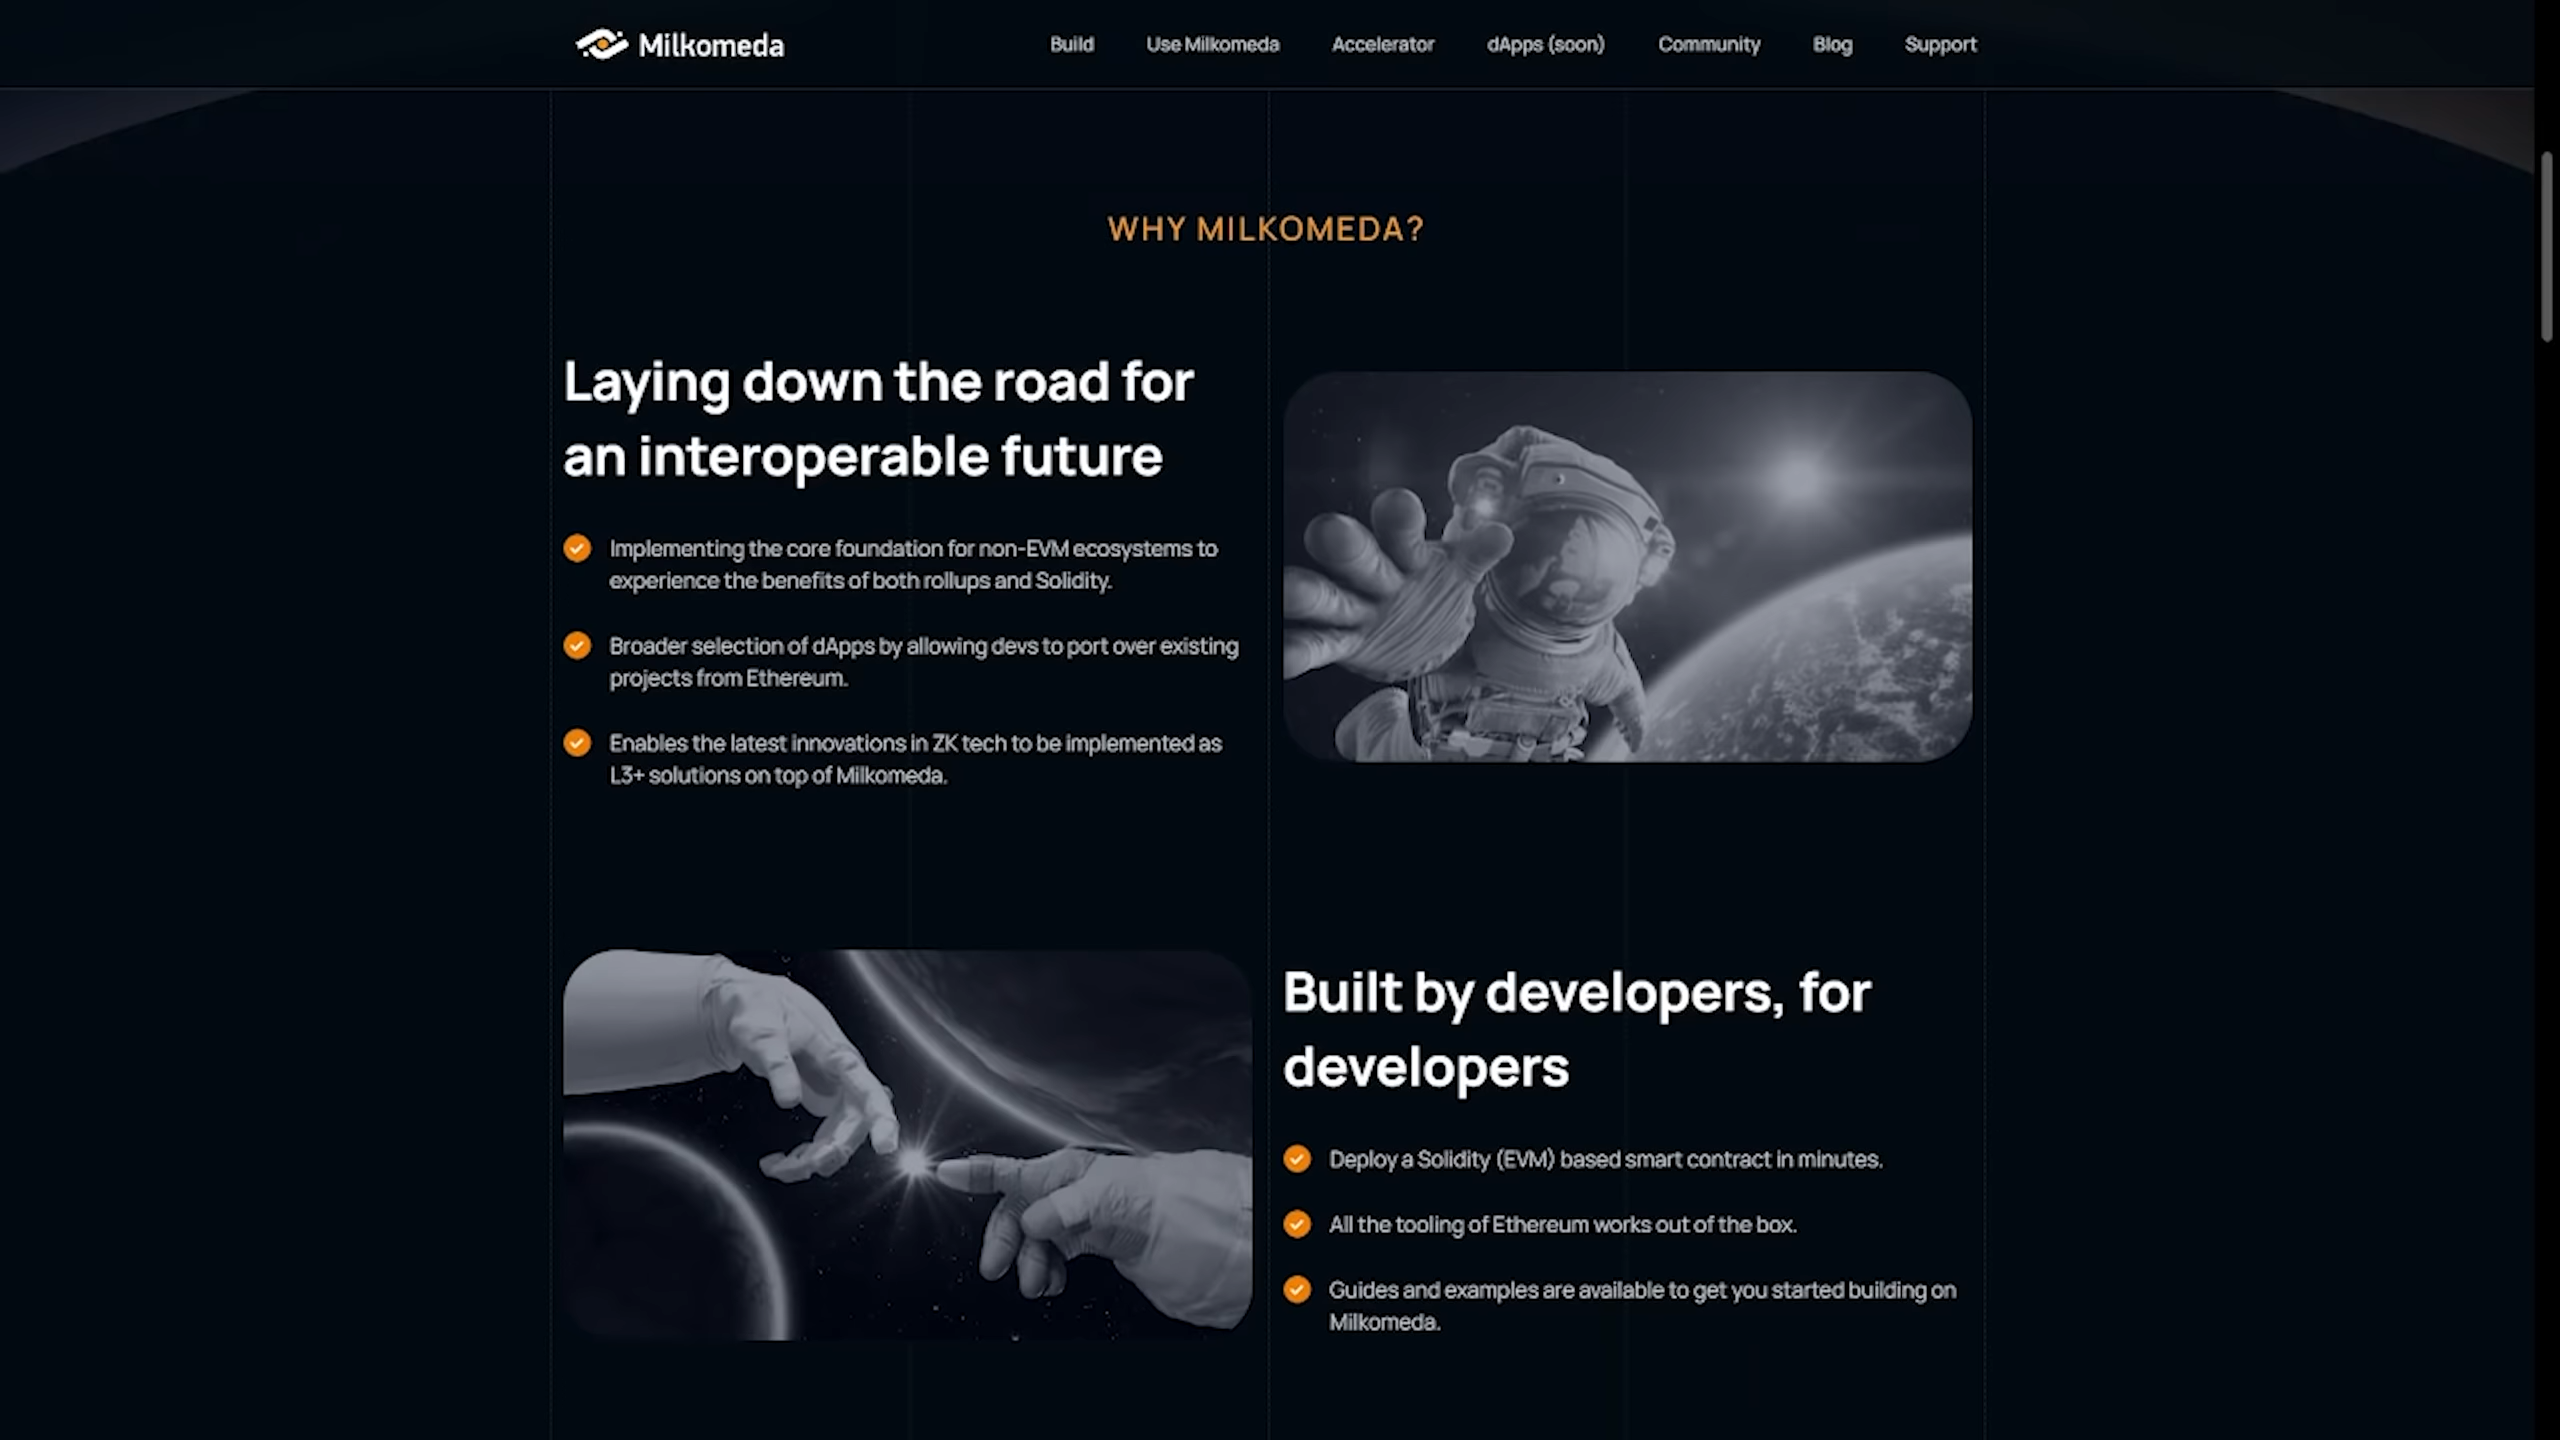 Milkomeda
Build
Use Milkomeda
Accelerator
dApps (soon)
Community
Blog
Support
WHY MILKOMEDA?
Laying down the road for
an interoperable future
Implementing the core foundation for non-EVM ecosystems to
experience the benefits of both rollups and Solidity.
Broader selection of dApps by allowing devs to port over existing
projects from Ethereum.
Enables the latest innovations in ZK tech to be implemented as
L3+ solutions on top of Milkomeda.
Built by developers, for
developers
Deploy a Solidity (EVM) based smart contract in minutes.
All the tooling of Ethereum works out of the box.
Guides and examples are available to get you started building on
Milkomeda.